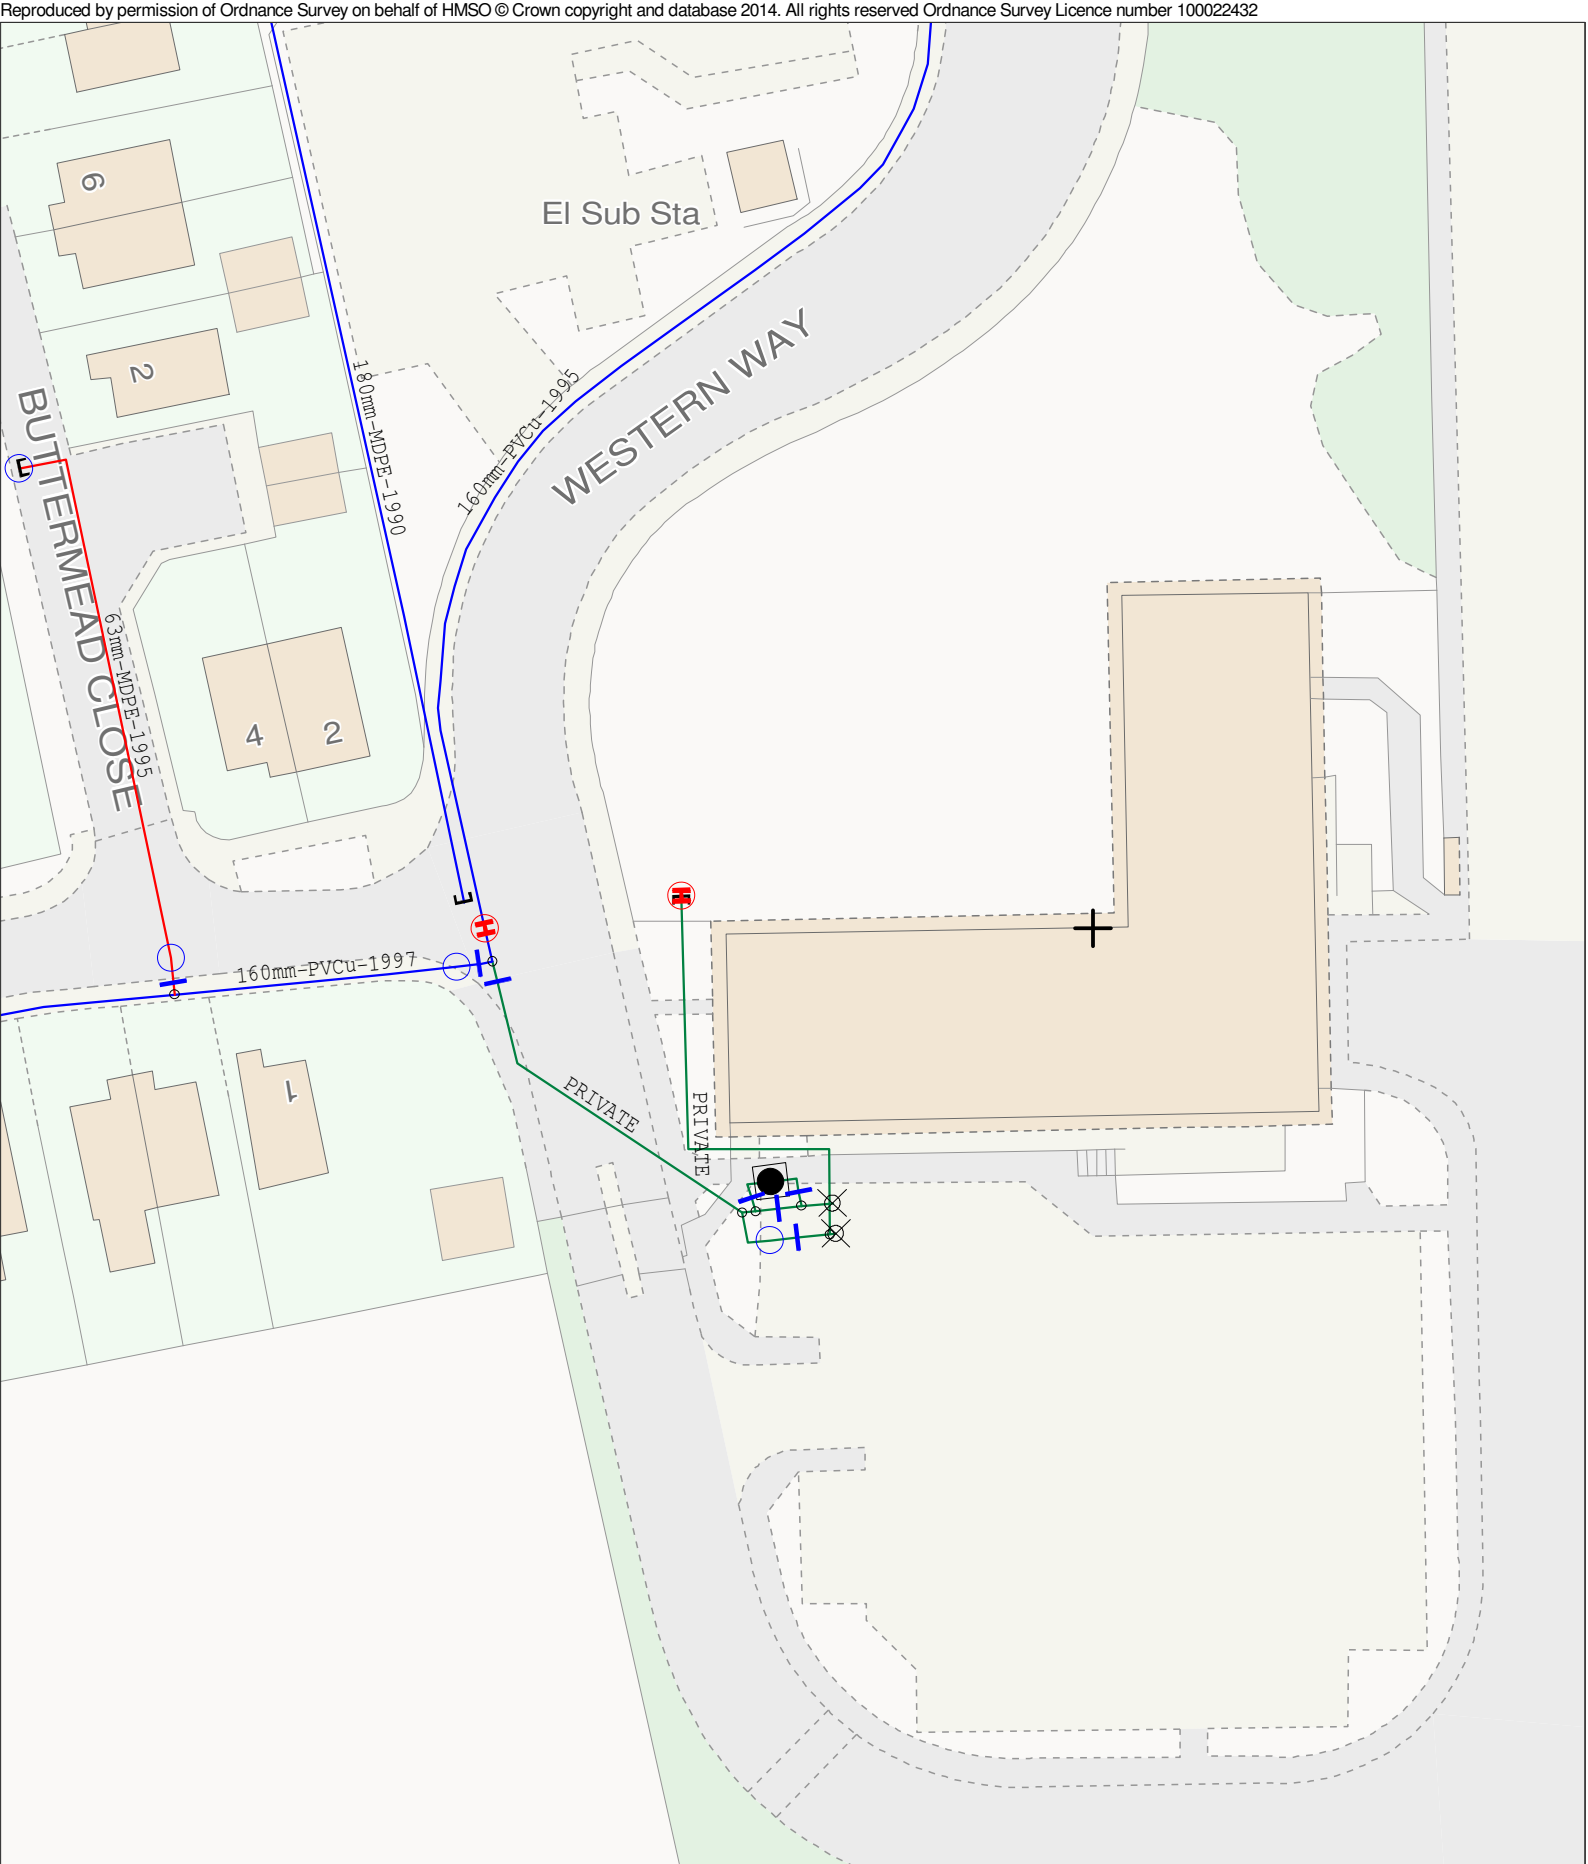 Reproduced by permission of Ordnance Survey on behalf of HMSO © Crown copyright and database 2014. All rights reserved Ordnance Survey Licence number 100022432
6
El Sub Sta
2
180mm-MDPE-1990
160mm-PVCu-1995
WESTERN WAY
BUTTERMEAD CLOSE
63mm-MDPE-1995
4
2
H
H
160mm-PVCu-1997
1
PRIVATE
PRIVATE